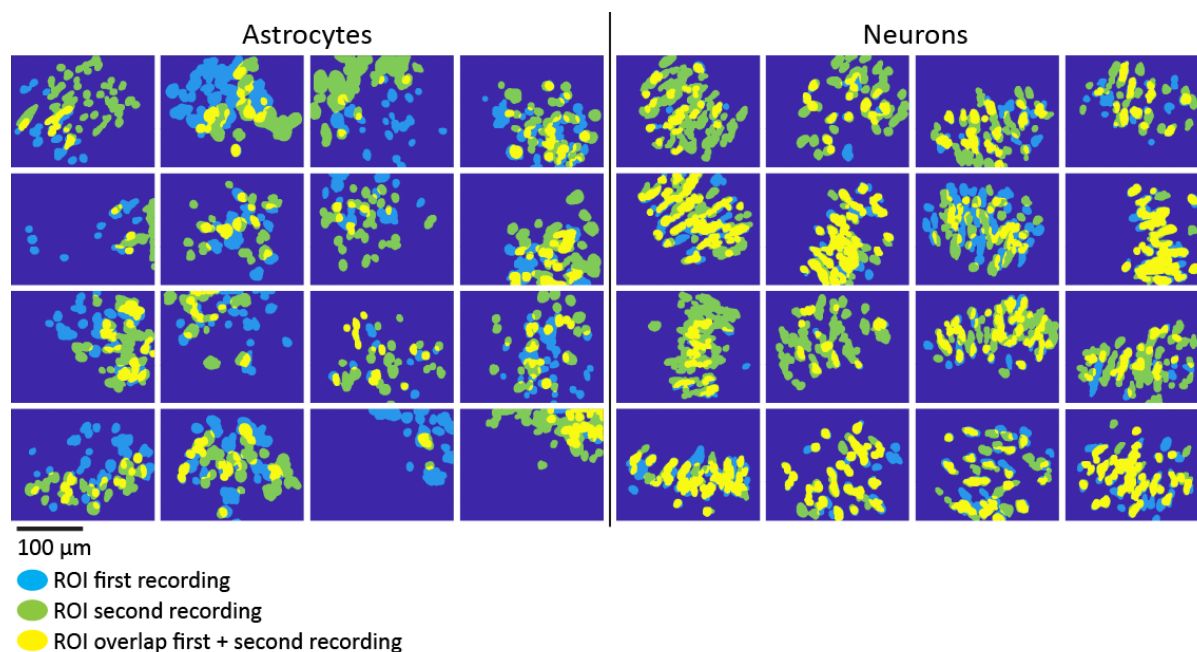 Astrocytes
Neurons
100 µm
ROI first recording
ROI second recording
ROI overlap first + second recording